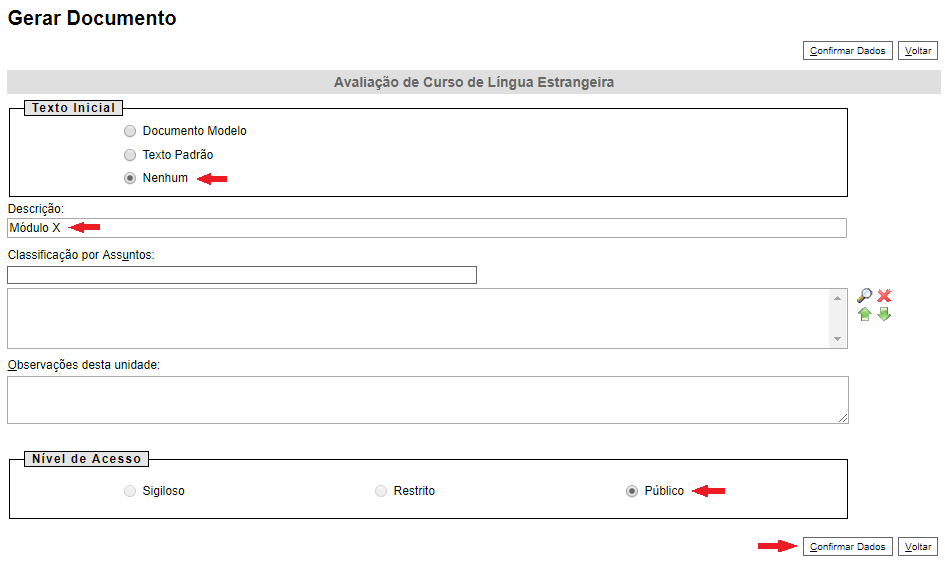 Gerar Documento
Confirmar Dados Voltar
Avaliação de Curso de Língua Estrangeira
Texto Inicial
Documento Modelo
Texto Padrão
Nenhum
Descrição:
Módulo X
Classificação por Assuntos:
Observações desta unidade:
Nível de Acesso
Sigiloso Restrito Público
Confirmar Dados Voltar